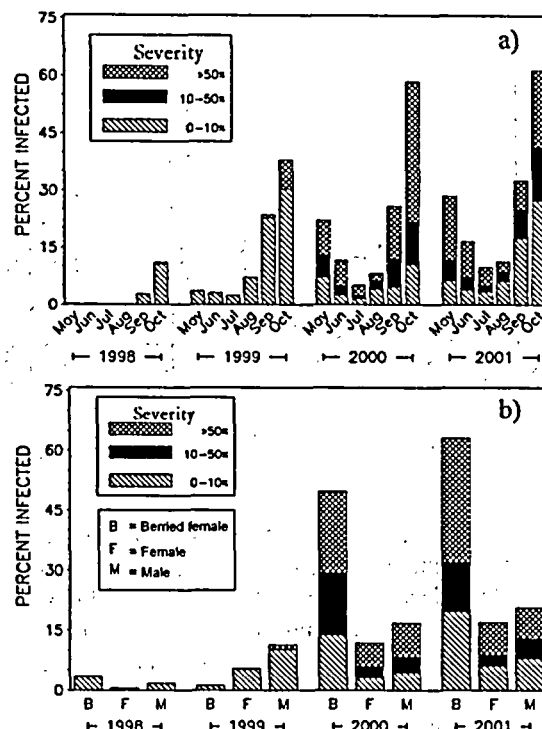 a)
Severity
>50%
10-50%
0-10%
PERCENT INFECTED
75
60
45
30
15
0
May Jun Jul Aug Sep Oct May Jun Jul Aug Sep Oct May Jun Jul Aug Sep Oct May Jun Jul Aug Sep Oct
1998 1999 2000 2001
b)
Severity
>50%
10-50%
0-10%
B = Berried female
F = Female
M = Male
PERCENT INFECTED
75
60
45
30
15
0
B F M B F M B F M B F M
1998 1999 2000 2001